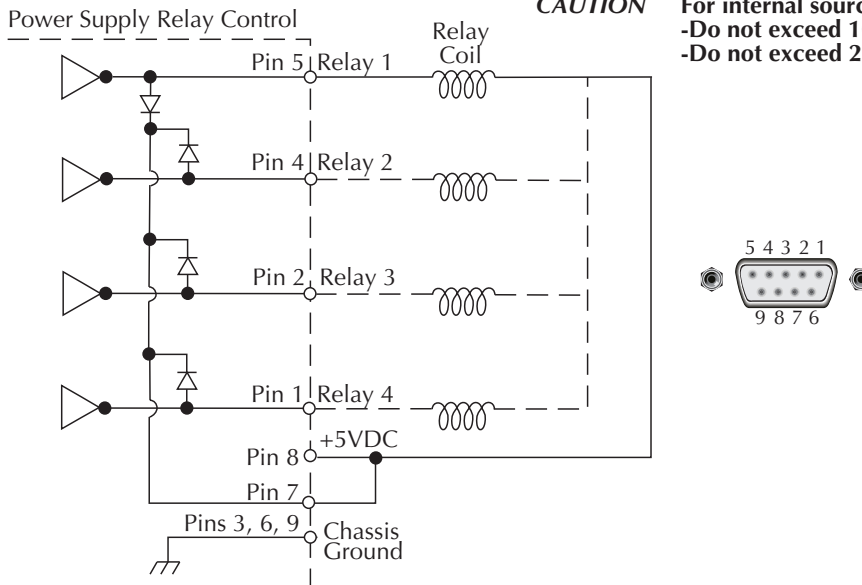 CAUTION For internal sourc
-Do not exceed 1
-Do not exceed 2
Power Supply Relay Control
Relay
Coil
Pin 5 Relay 1
Pin 4 Relay 2
Pin 2 Relay 3
Pin 1 Relay 4
+5VDC
Pin 8
Pin 7
Pins 3, 6, 9 Chassis
Ground
5 4 3 2 1
9 8 7 6